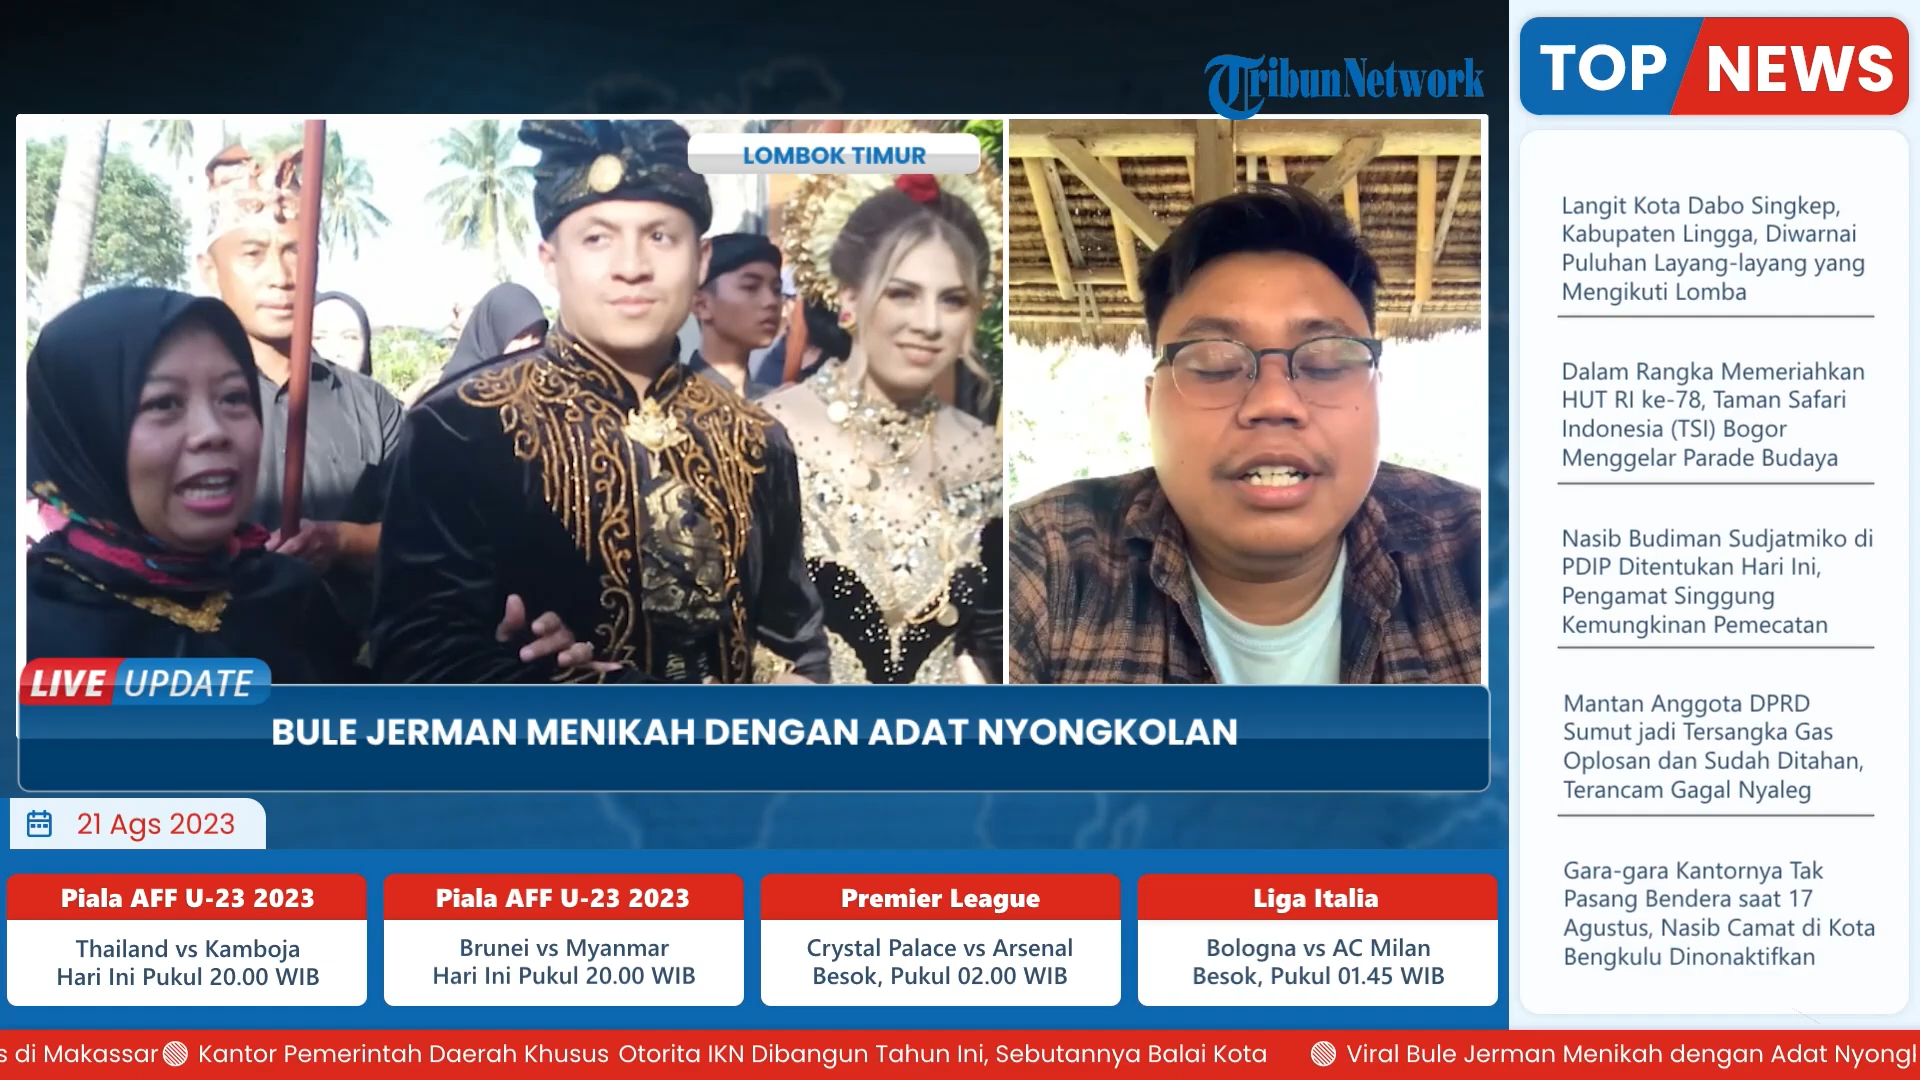 TribunNetwork
LOMBOK TIMUR
LIVE UPDATE
BULE JERMAN MENIKAH DENGAN ADAT NYONGKOLAN
21 Ags 2023
Piala AFF U-23 2023
Thailand vs Kamboja
Hari Ini Pukul 20.00 WIB
Piala AFF U-23 2023
Brunei vs Myanmar
Hari Ini Pukul 20.00 WIB
Premier League
Crystal Palace vs Arsenal
Besok, Pukul 02.00 WIB
Liga Italia
Bologna vs AC Milan
Besok, Pukul 01.45 WIB
TOP NEWS
Langit Kota Dabo Singkep,
Kabupaten Lingga, Diwarnai
Puluhan Layang-layang yang
Mengikuti Lomba
Dalam Rangka Memeriahkan
HUT RI ke-78, Taman Safari
Indonesia (TSI) Bogor
Menggelar Parade Budaya
Nasib Budiman Sudjatmiko di
PDIP Ditentukan Hari Ini,
Pengamat Singgung
Kemungkinan Pemecatan
Mantan Anggota DPRD
Sumut jadi Tersangka Gas
Oplosan dan Sudah Ditahan,
Terancam Gagal Nyaleg
Gara-gara Kantornya Tak
Pasang Bendera saat 17
Agustus, Nasib Camat di Kota
Bengkulu Dinonaktifkan
s di Makassar Kantor Pemerintah Daerah Khusus Otorita IKN Dibangun Tahun Ini, Sebutannya Balai Kota Viral Bule Jerman Menikah dengan Adat Nyong